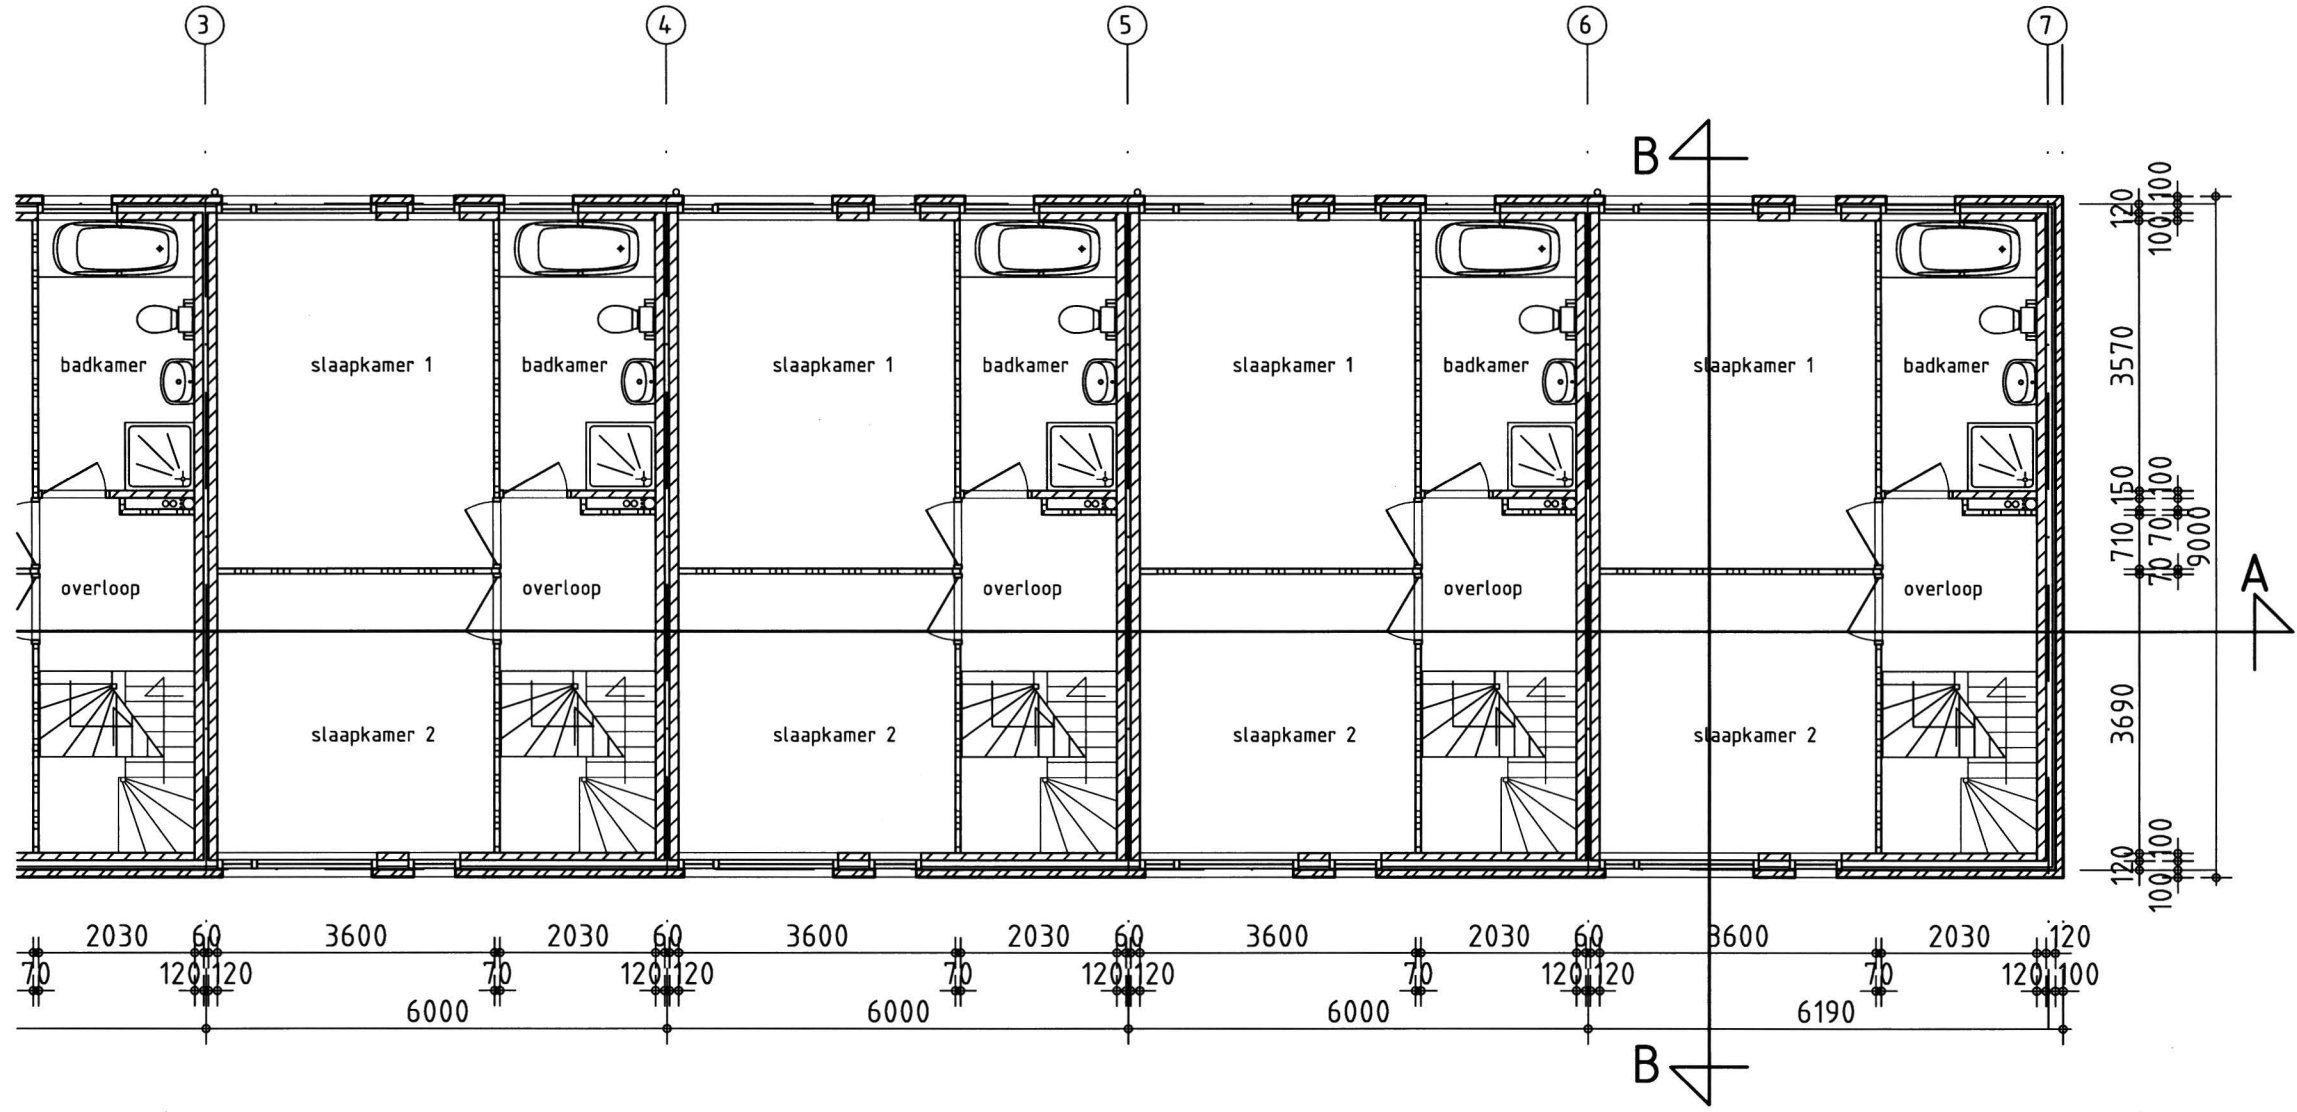 3 4 5 6 7
B
badkamer slaapkamer 1 badkamer slaapkamer 1 badkamer slaapkamer 1 badkamer slaapkamer 1 badkamer
overloop overloop overloop overloop overloop
A
slaapkamer 2 slaapkamer 2 slaapkamer 2 slaapkamer 2
120 3570 150 710 3690 120
100 100 100 70 70 100 100
9000
2030 60 3600 2030 60 3600 2030 60 3600 2030 60 3600 2030 120
70 120 120 70 120 120 70 120 120 70 120 120 70 120 100
6000 6000 6000 6190
B